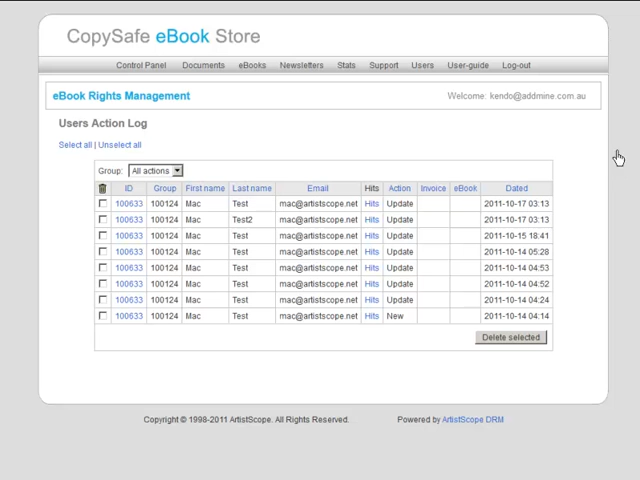 CopySafe eBook Store
Control Panel Documents eBooks Newsletters Stats Support Users User-guide Log-out
eBook Rights Management Welcome: kendo@addmine.com.au
Users Action Log
Select all | Unselect all
Group: All actions
ID Group First name Last name Email Hits Action Invoice eBook Dated
100633 100124 Mac Test mac@artistscope.net Hits Update 2011-10-17 03:13
100633 100124 Mac Test2 mac@artistscope.net Hits Update 2011-10-17 03:13
100633 100124 Mac Test mac@artistscope.net Hits Update 2011-10-15 18:41
100633 100124 Mac Test mac@artistscope.net Hits Update 2011-10-14 05:28
100633 100124 Mac Test mac@artistscope.net Hits Update 2011-10-14 04:53
100633 100124 Mac Test mac@artistscope.net Hits Update 2011-10-14 04:52
100633 100124 Mac Test mac@artistscope.net Hits Update 2011-10-14 04:24
100633 100124 Mac Test mac@artistscope.net Hits New 2011-10-14 04:14
Delete selected
Copyright © 1998-2011 ArtistScope. All Rights Reserved. Powered by ArtistScope DRM